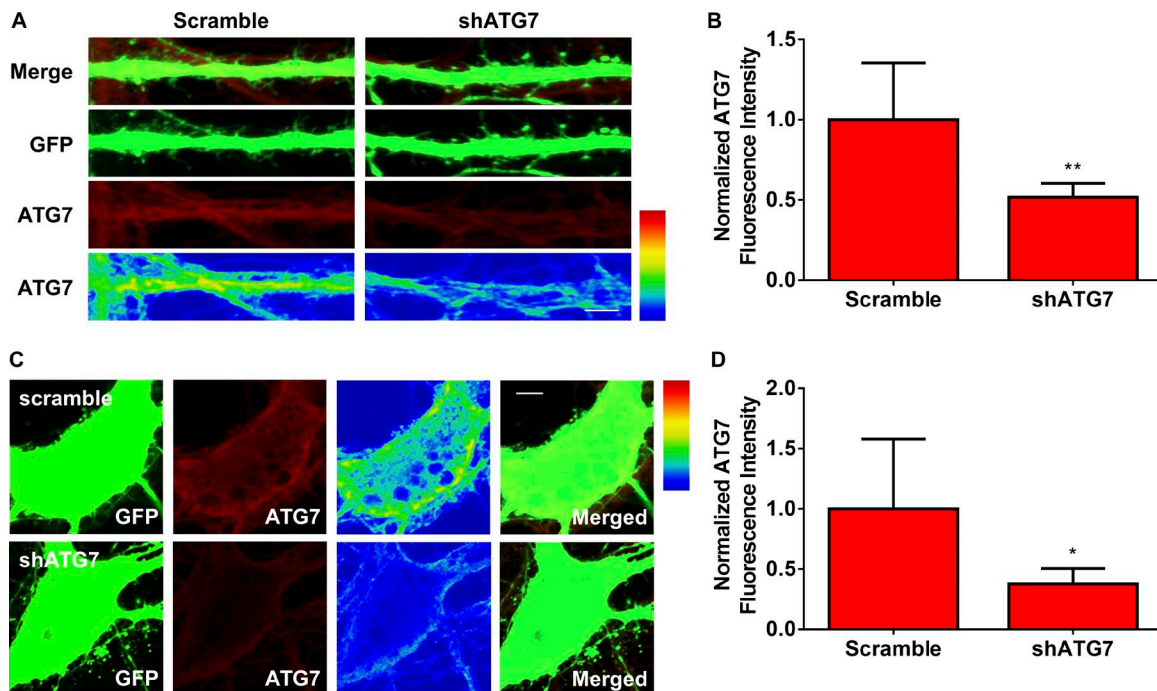 A
Scramble
shATG7
Merge
GFP
ATG7
ATG7
B
Normalized ATG7
Fluorescence Intensity
1.5
1.0
0.5
0.0
**
Scramble
shATG7
C
scramble
GFP
ATG7
Merged
shATG7
GFP
ATG7
Merged
D
Normalized ATG7
Fluorescence Intensity
2.0
1.5
1.0
0.5
0.0
*
Scramble
shATG7